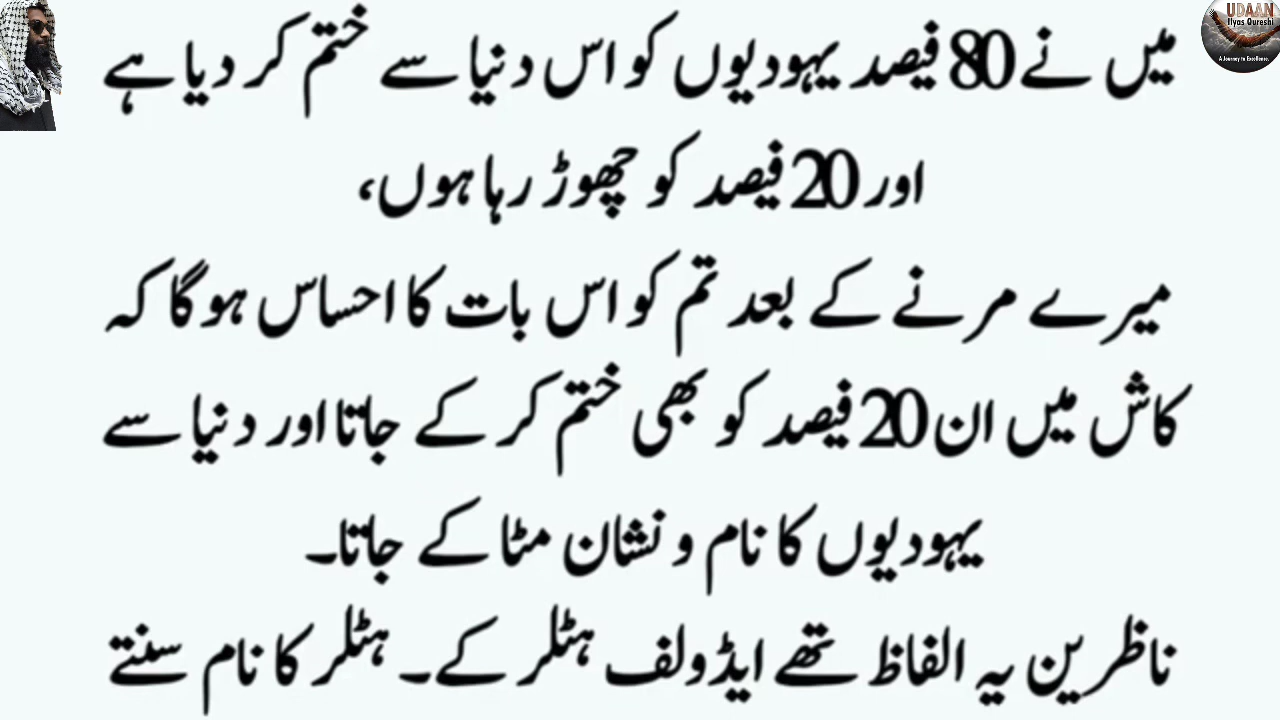 UDAAN
Ilyas Qureshi
A Journey to Excellence.
میں نے 80 فیصد یہودیوں کو اس دنیا سے ختم کر دیا ہے
اور 20 فیصد کو چھوڑ رہا ہوں،
میرے مرنے کے بعد تم کو اس بات کا احساس ہو گا کہ
کاش میں ان 20 فیصد کو بھی ختم کر کے جاتا اور دنیا سے
یہودیوں کا نام و نشان مٹا کے جاتا۔
ناظرین یہ الفاظ تھے ایڈولف ہٹلر کے۔ ہٹلر کا نام سنتے